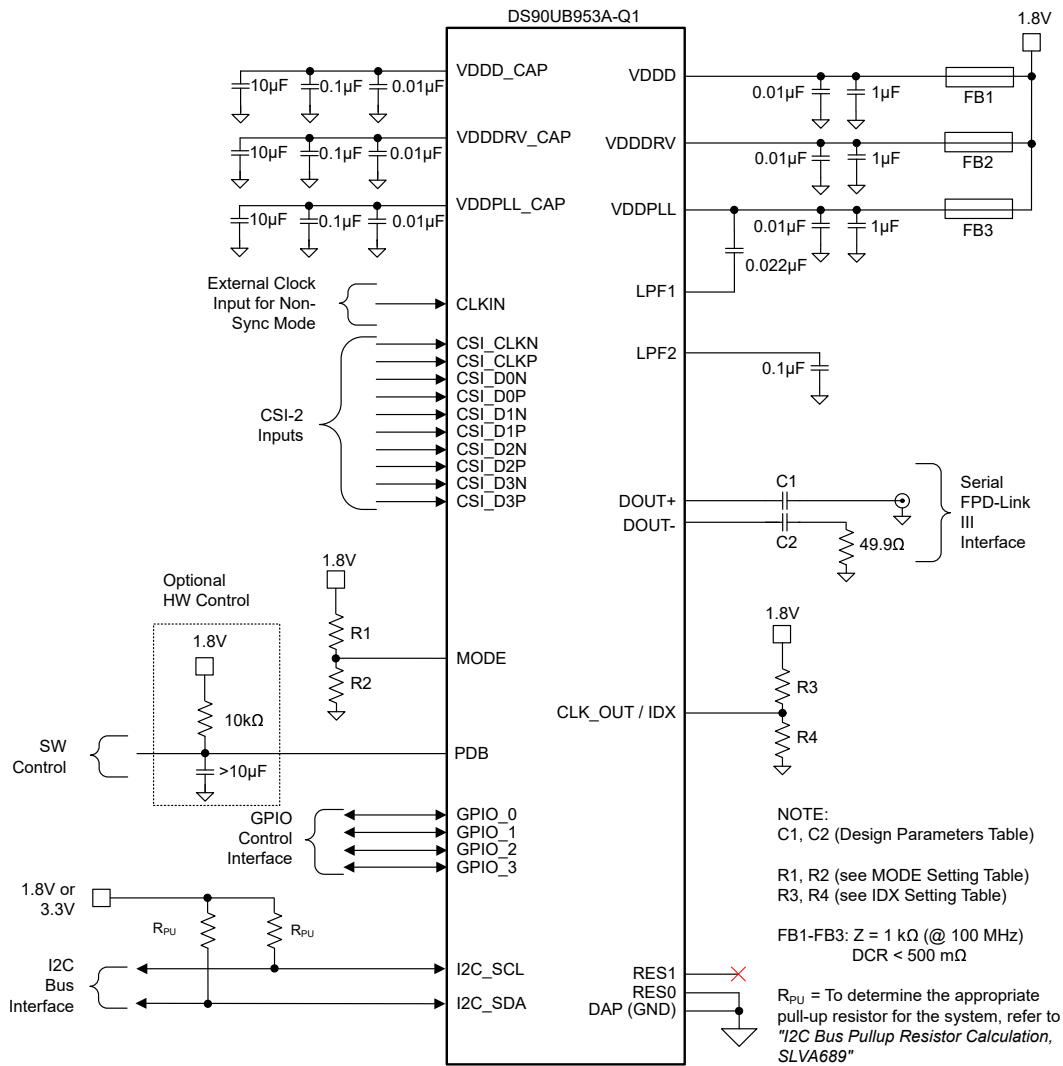 DS90UB953A-Q1
1.8V
VDDD_CAP
10µF
0.1µF
0.01µF
VDDDRV_CAP
10µF
0.1µF
0.01µF
VDDPLL_CAP
10µF
0.1µF
0.01µF
VDDD
0.01µF
1µF
FB1
VDDDRV
0.01µF
1µF
FB2
VDDPLL
0.01µF
1µF
FB3
0.022µF
LPF1
LPF2
0.1µF
External Clock
Input for Non-
Sync Mode
CLKIN
CSI-2
Inputs
CSI_CLKN
CSI_CLKP
CSI_D0N
CSI_D0P
CSI_D1N
CSI_D1P
CSI_D2N
CSI_D2P
CSI_D3N
CSI_D3P
DOUT+
DOUT-
C1
C2
49.9Ω
Serial
FPD-Link
III
Interface
Optional
HW Control
1.8V
10kΩ
>10µF
1.8V
R1
R2
MODE
SW
Control
PDB
1.8V
R3
R4
CLK_OUT / IDX
GPIO
Control
Interface
GPIO_0
GPIO_1
GPIO_2
GPIO_3
1.8V or
3.3V
RPU
RPU
I2C
Bus
Interface
I2C_SCL
I2C_SDA
RES1
RES0
DAP (GND)
NOTE:
C1, C2 (Design Parameters Table)
R1, R2 (see MODE Setting Table)
R3, R4 (see IDX Setting Table)
FB1-FB3: Z = 1 kΩ (@ 100 MHz)
DCR < 500 mΩ
RPU = To determine the appropriate
pull-up resistor for the system, refer to
"I2C Bus Pullup Resistor Calculation,
SLVA689"